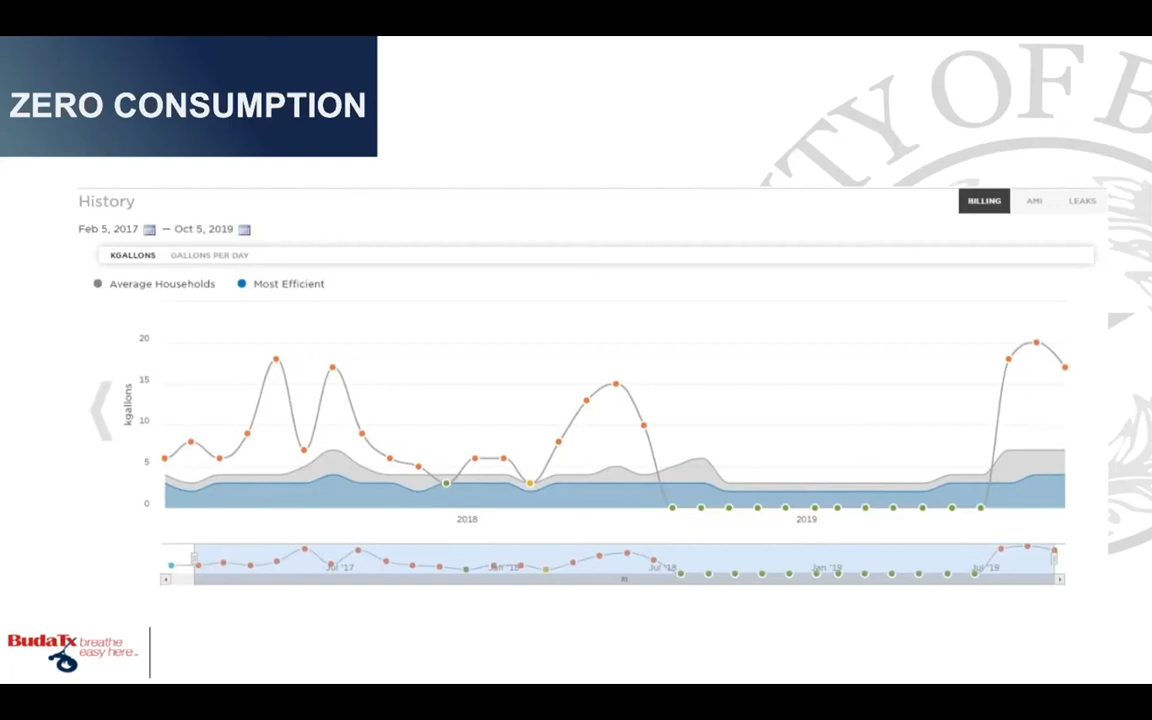 ZERO CONSUMPTION
ITY OF B
History
BILLING AMI LEAKS
Feb 5, 2017 — Oct 5, 2019
KGALLONS GALLONS PER DAY
Average Households Most Efficient
20
15
10
5
0
kgallons
2018 2019
Jul '17 Jan '18 Jul '18 Jan '19 Jul '19
BudaTx breathe
easy here